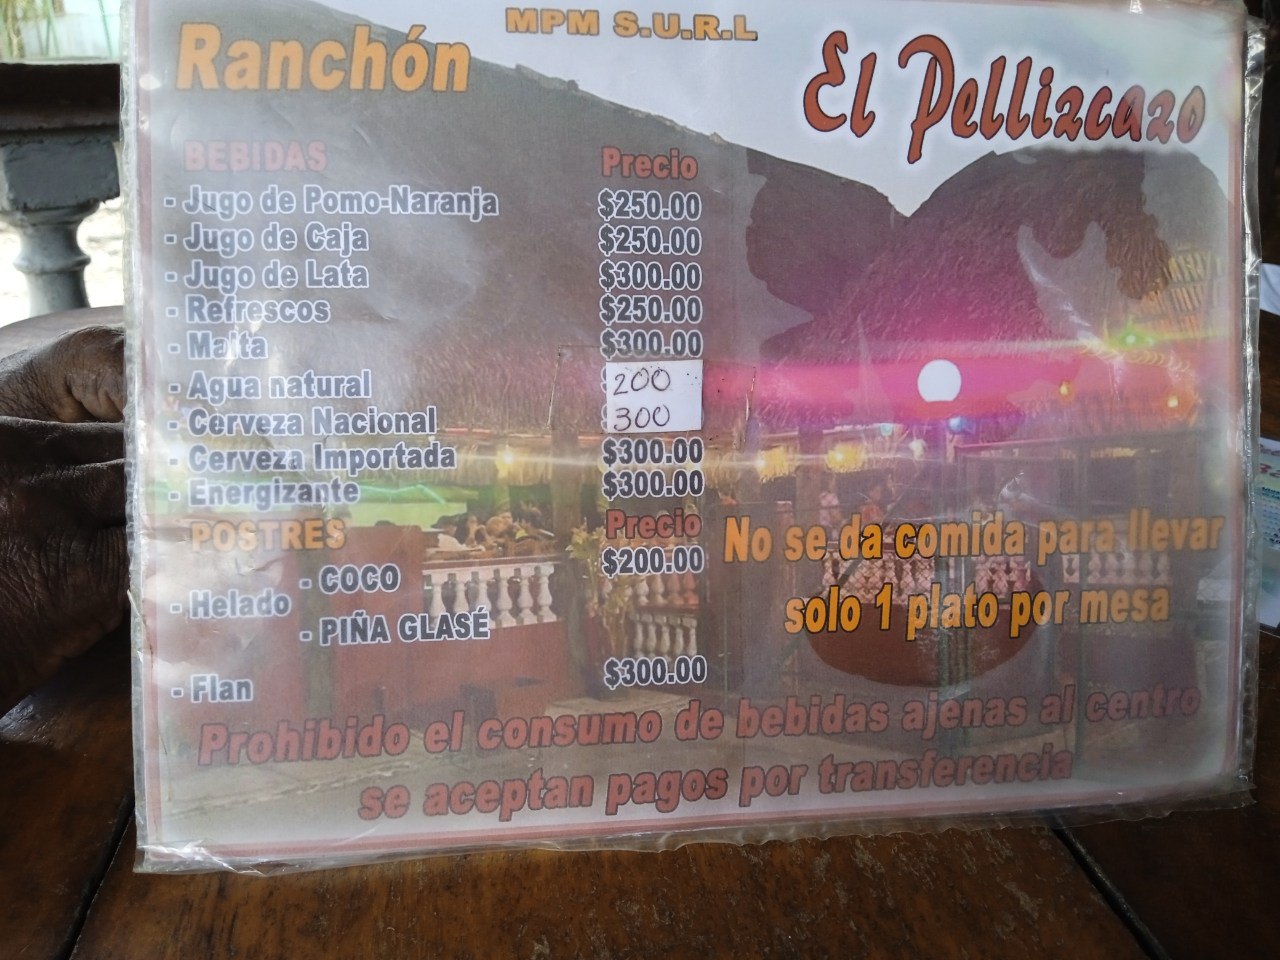 MPM S.U.R.L
Ranchón
El Pellizcazo
BEBIDAS Precio
- Jugo de Pomo-Naranja $250.00
- Jugo de Caja $250.00
- Jugo de Lata $300.00
- Refrescos $250.00
- Malta $300.00
- Agua natural 200
- Cerveza Nacional 300
- Cerveza Importada $300.00
- Energizante $300.00
POSTRES Precio
- Helado - COCO $200.00
- PIÑA GLASÉ
- Flan $300.00
No se da comida para llevar
solo 1 plato por mesa
Prohibido el consumo de bebidas ajenas al centro
se aceptan pagos por transferencia